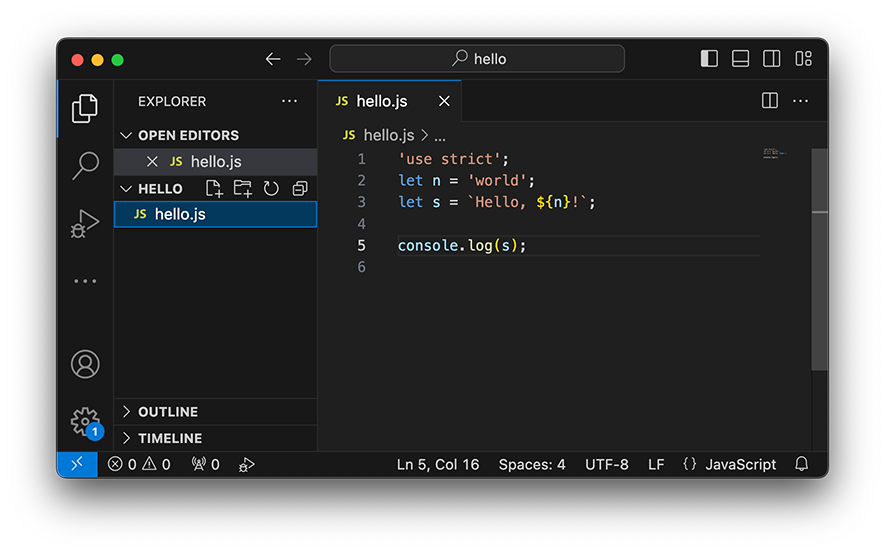 hello
EXPLORER ···
JS hello.js
OPEN EDITORS
JS hello.js
HELLO
JS hello.js
OUTLINE
TIMELINE
JS hello.js > ...
1 'use strict';
2 let n = 'world';
3 let s = `Hello, ${n}!`;
4
5 console.log(s);
6
1
0 0 0 Ln 5, Col 16 Spaces: 4 UTF-8 LF {} JavaScript